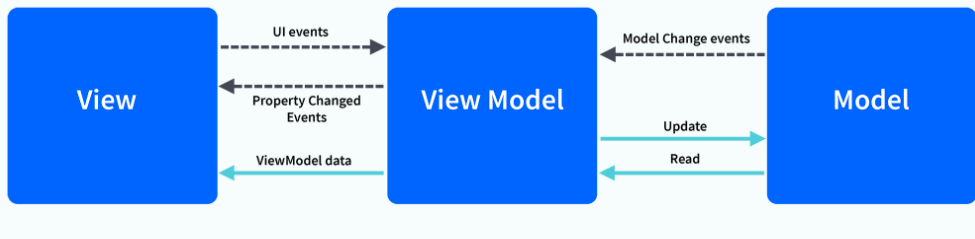 View
UI events
Property Changed
Events
ViewModel data
View Model
Model Change events
Update
Read
Model